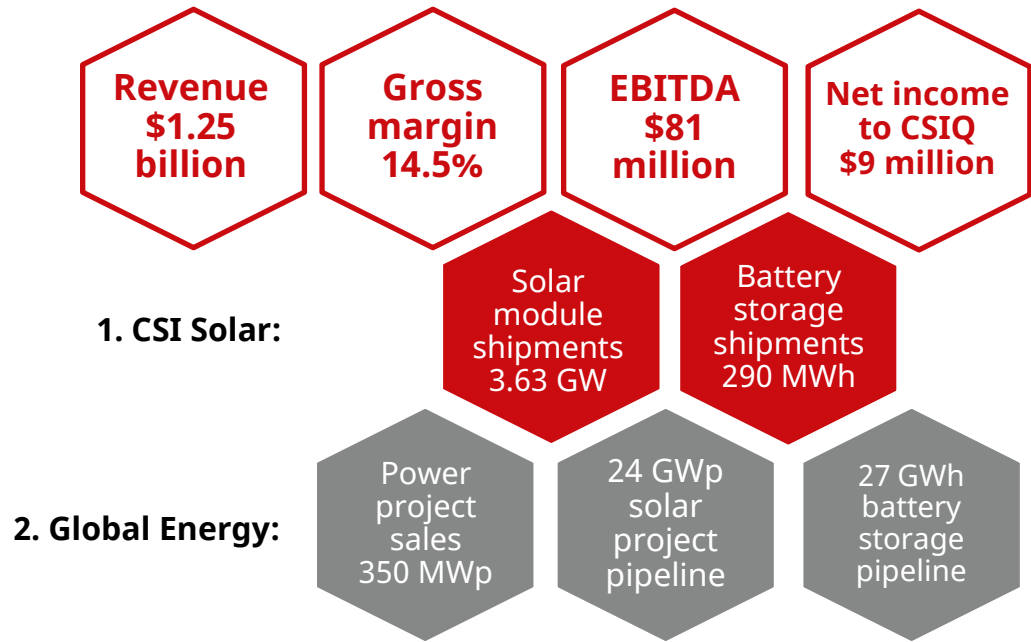 Revenue
$1.25
billion
Gross
margin
14.5%
EBITDA
$81
million
Net income
to CSIQ
$9 million
1. CSI Solar:
Solar
module
shipments
3.63 GW
Battery
storage
shipments
290 MWh
2. Global Energy:
Power
project
sales
350 MWp
24 GWp
solar
project
pipeline
27 GWh
battery
storage
pipeline